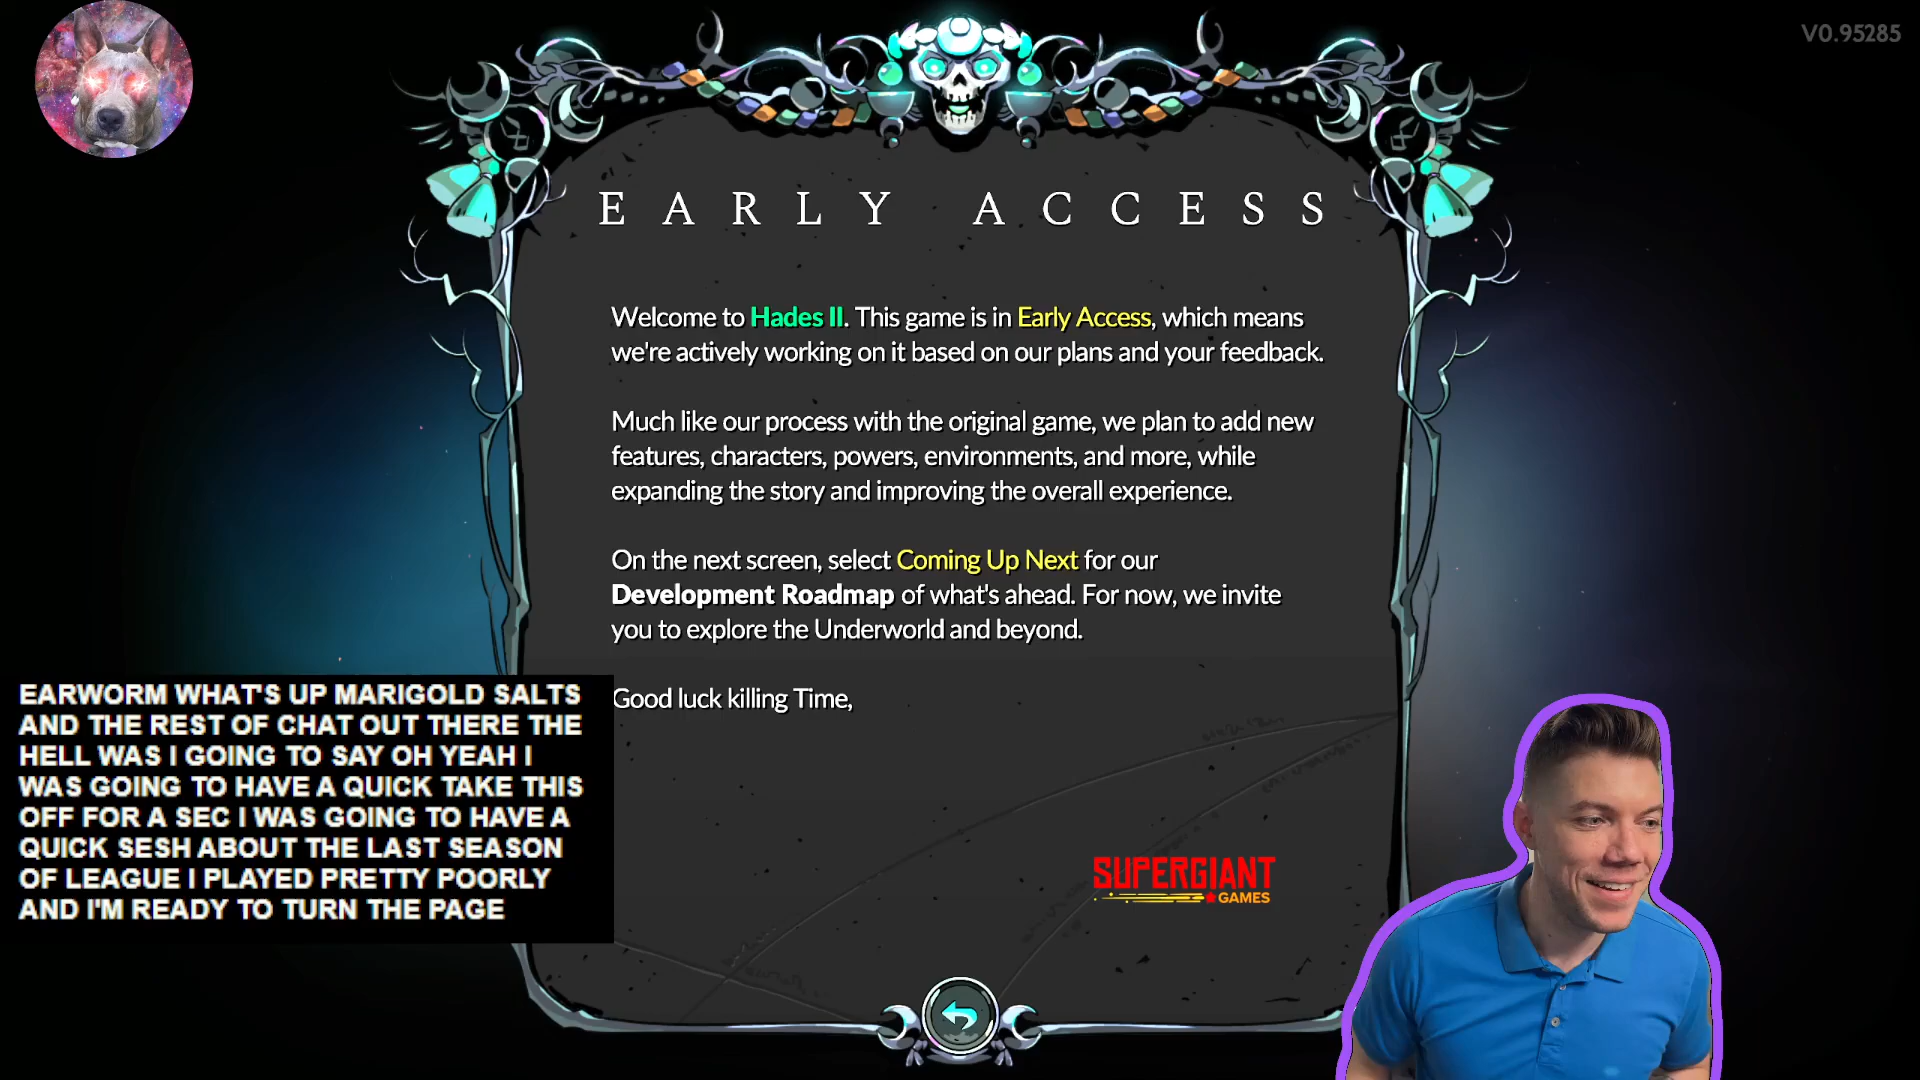 V0.95285
EARLY ACCESS
Welcome to Hades II. This game is in Early Access, which means
we're actively working on it based on our plans and your feedback.
Much like our process with the original game, we plan to add new
features, characters, powers, environments, and more, while
expanding the story and improving the overall experience.
On the next screen, select Coming Up Next for our
Development Roadmap of what's ahead. For now, we invite
you to explore the Underworld and beyond.
Good luck killing Time,
SUPERGIANT
GAMES
EARWORM WHAT'S UP MARIGOLD SALTS
AND THE REST OF CHAT OUT THERE THE
HELL WAS I GOING TO SAY OH YEAH I
WAS GOING TO HAVE A QUICK TAKE THIS
OFF FOR A SEC I WAS GOING TO HAVE A
QUICK SESH ABOUT THE LAST SEASON
OF LEAGUE I PLAYED PRETTY POORLY
AND I'M READY TO TURN THE PAGE